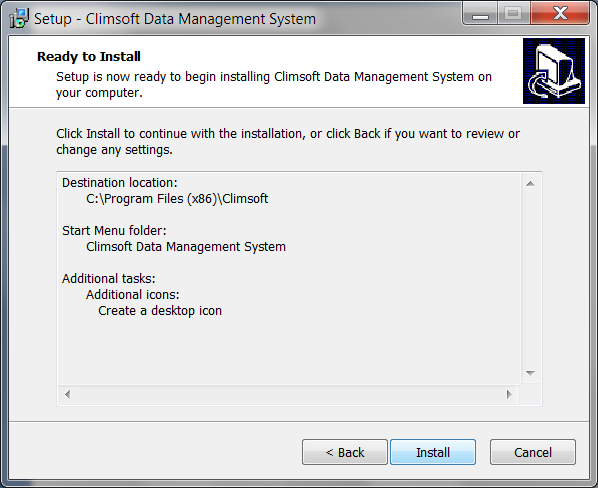 Setup - Climsoft Data Management System
Ready to Install
Setup is now ready to begin installing Climsoft Data Management System on
your computer.
Click Install to continue with the installation, or click Back if you want to review or
change any settings.
Destination location:
C:\Program Files (x86)\Climsoft
Start Menu folder:
Climsoft Data Management System
Additional tasks:
Additional icons:
Create a desktop icon
< Back
Install
Cancel